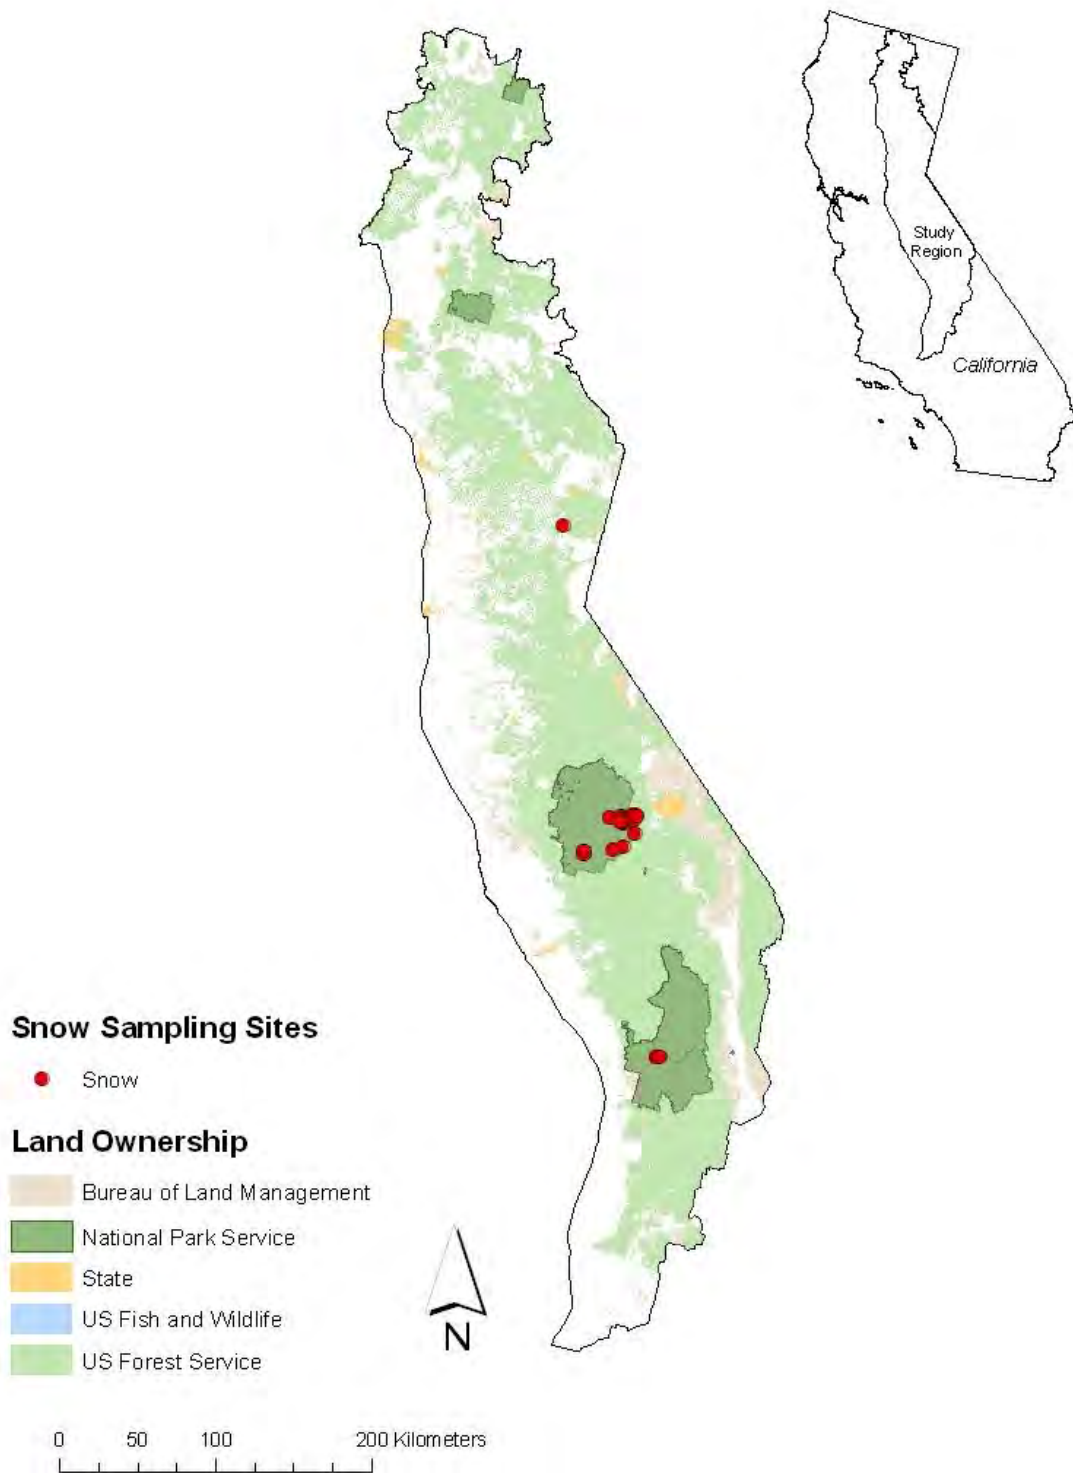 Study
Region
California
Snow Sampling Sites
Snow
Land Ownership
Bureau of Land Management
National Park Service
State
US Fish and Wildlife
US Forest Service
N
0 50 100 200 Kilometers